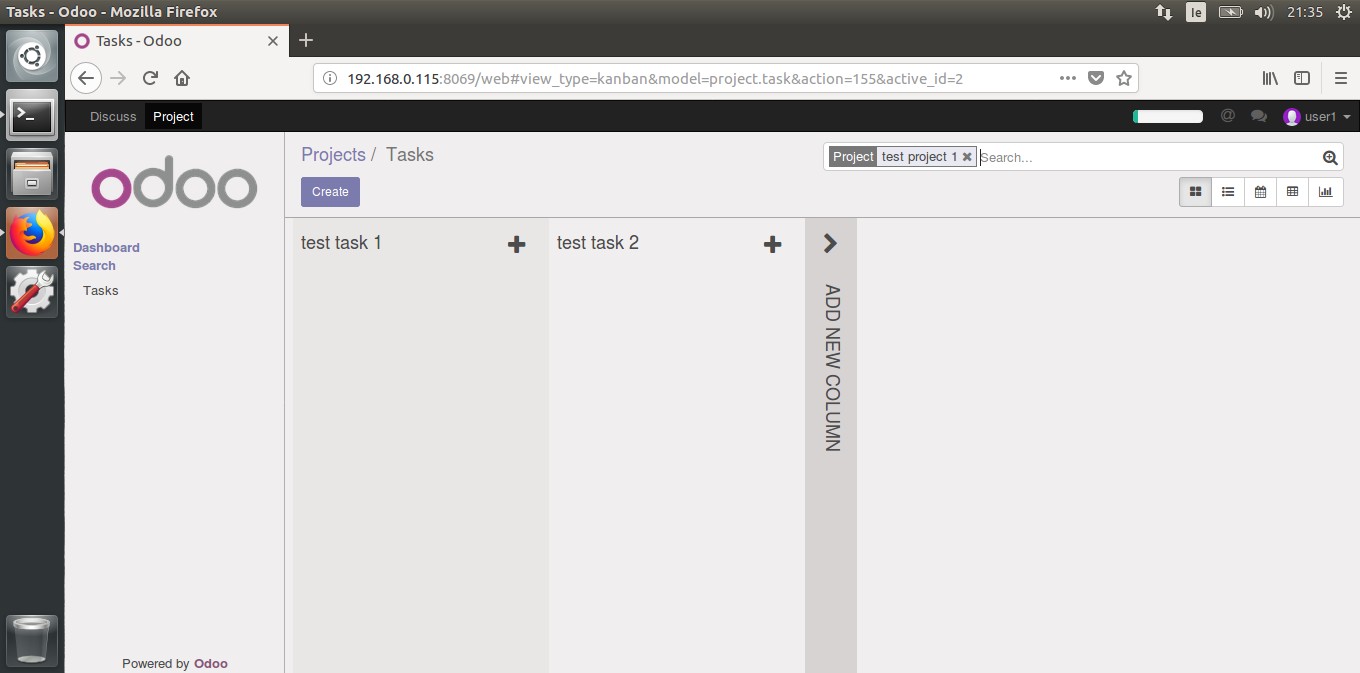 Tasks - Odoo - Mozilla Firefox
Ie
21:35
Tasks - Odoo
192.168.0.115:8069/web#view_type=kanban&model=project.task&action=155&active_id=2
Discuss Project
@
user1
odoo
Projects / Tasks
Project test project 1
Search...
Create
Dashboard
Search
Tasks
test task 1
test task 2
ADD NEW COLUMN
Powered by Odoo